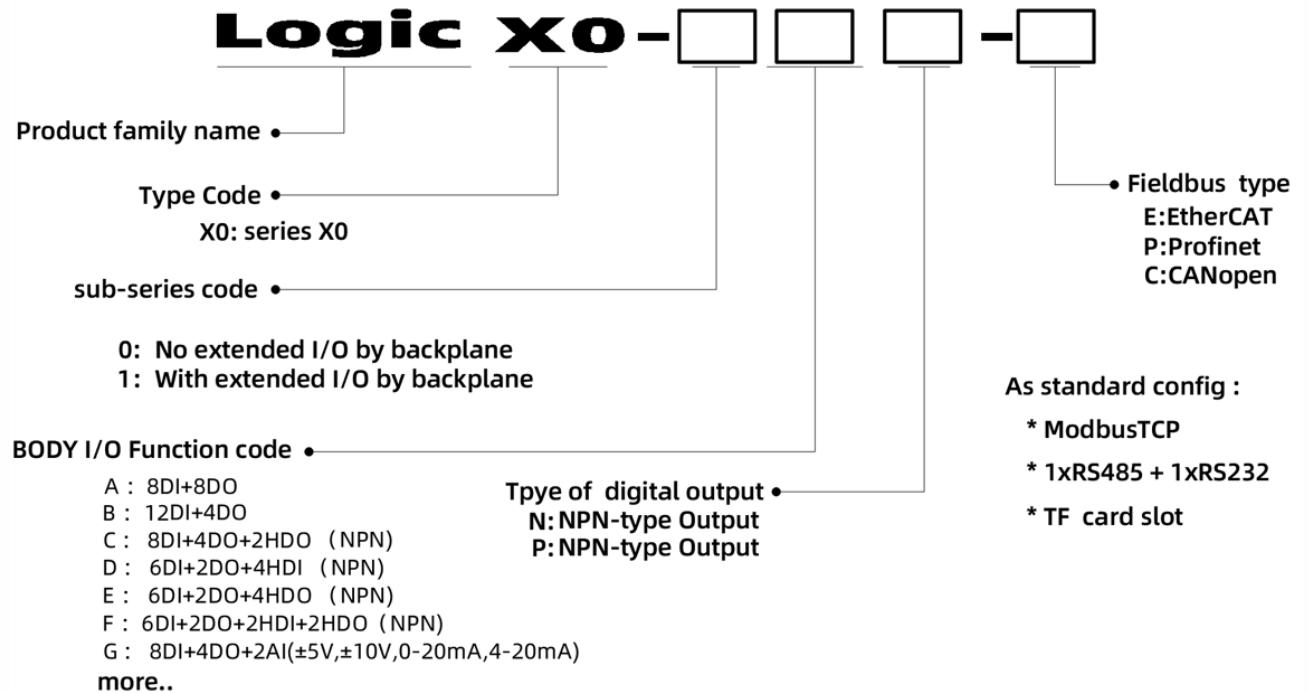 Logic X0-□□□-□
Product family name
Type Code
X0: series X0
sub-series code
0: No extended I/O by backplane
1: With extended I/O by backplane
BODY I/O Function code
A : 8DI+8DO
B : 12DI+4DO
C : 8DI+4DO+2HDO (NPN)
D : 6DI+2DO+4HDI (NPN)
E : 6DI+2DO+4HDO (NPN)
F : 6DI+2DO+2HDI+2HDO (NPN)
G : 8DI+4DO+2AI(±5V,±10V,0-20mA,4-20mA)
more..
Tpye of digital output
N:NPN-type Output
P:NPN-type Output
Fieldbus type
E:EtherCAT
P:Profinet
C:CANopen
As standard config :
* ModbusTCP
* 1xRS485 + 1xRS232
* TF card slot